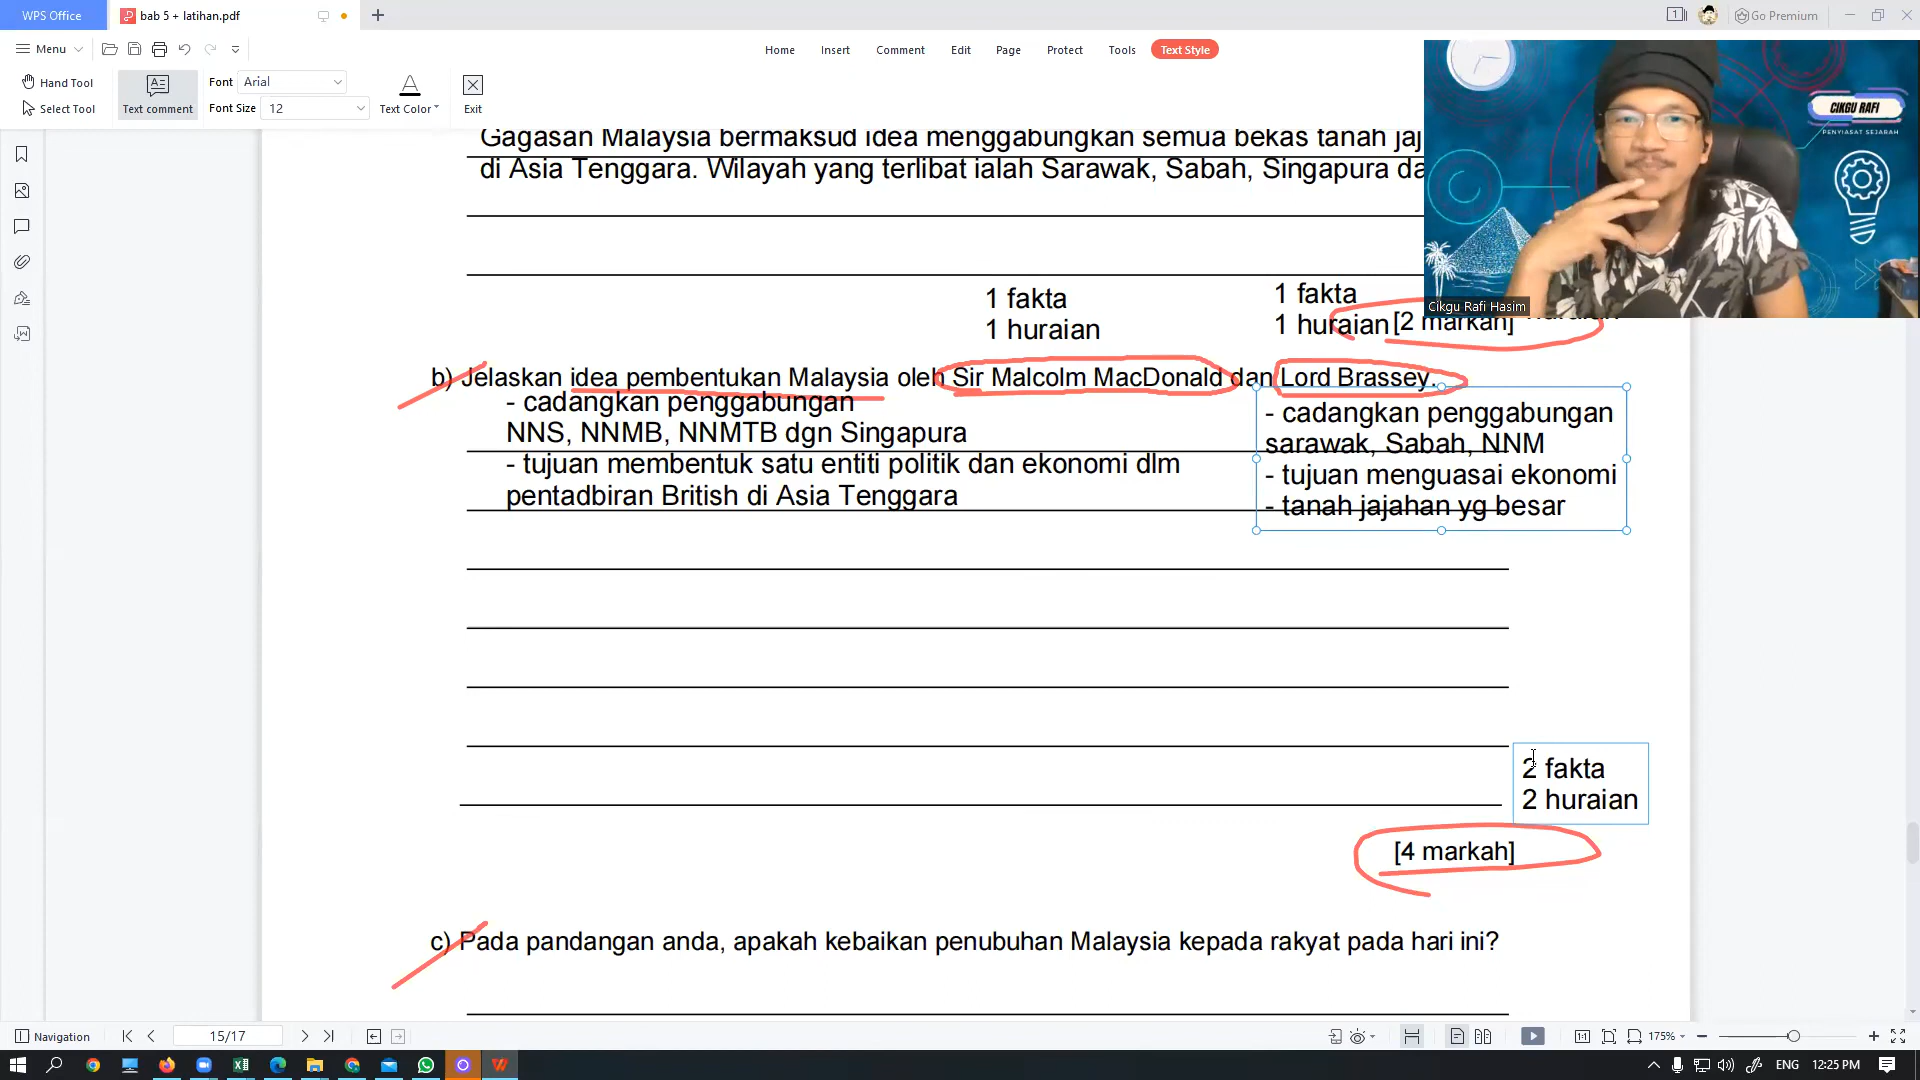 WPS Office
bab 5 + latihan.pdf
1
Go Premium
Menu
Home
Insert
Comment
Edit
Page
Protect
Tools
Text Style
Hand Tool
Select Tool
Text comment
Font
Arial
Font Size
12
Text Color
Exit
CIKGU RAFI
PENYIASAT SEJARAH
Cikgu Rafi Hasim
Gagasan Malaysia bermaksud idea menggabungkan semua bekas tanah jaj
di Asia Tenggara. Wilayah yang terlibat ialah Sarawak, Sabah, Singapura da
1 fakta
1 huraian
1 fakta
1 huraian
[2 markah]
b) Jelaskan idea pembentukan Malaysia oleh Sir Malcolm MacDonald dan Lord Brassey.
- cadangkan penggabungan
NNS, NNMB, NNMTB dgn Singapura
- tujuan membentuk satu entiti politik dan ekonomi dlm
pentadbiran British di Asia Tenggara
- cadangkan penggabungan
sarawak, Sabah, NNM
- tujuan menguasai ekonomi
- tanah jajahan yg besar
2 fakta
2 huraian
[4 markah]
c) Pada pandangan anda, apakah kebaikan penubuhan Malaysia kepada rakyat pada hari ini?
Navigation
15/17
175%
ENG
12:25 PM